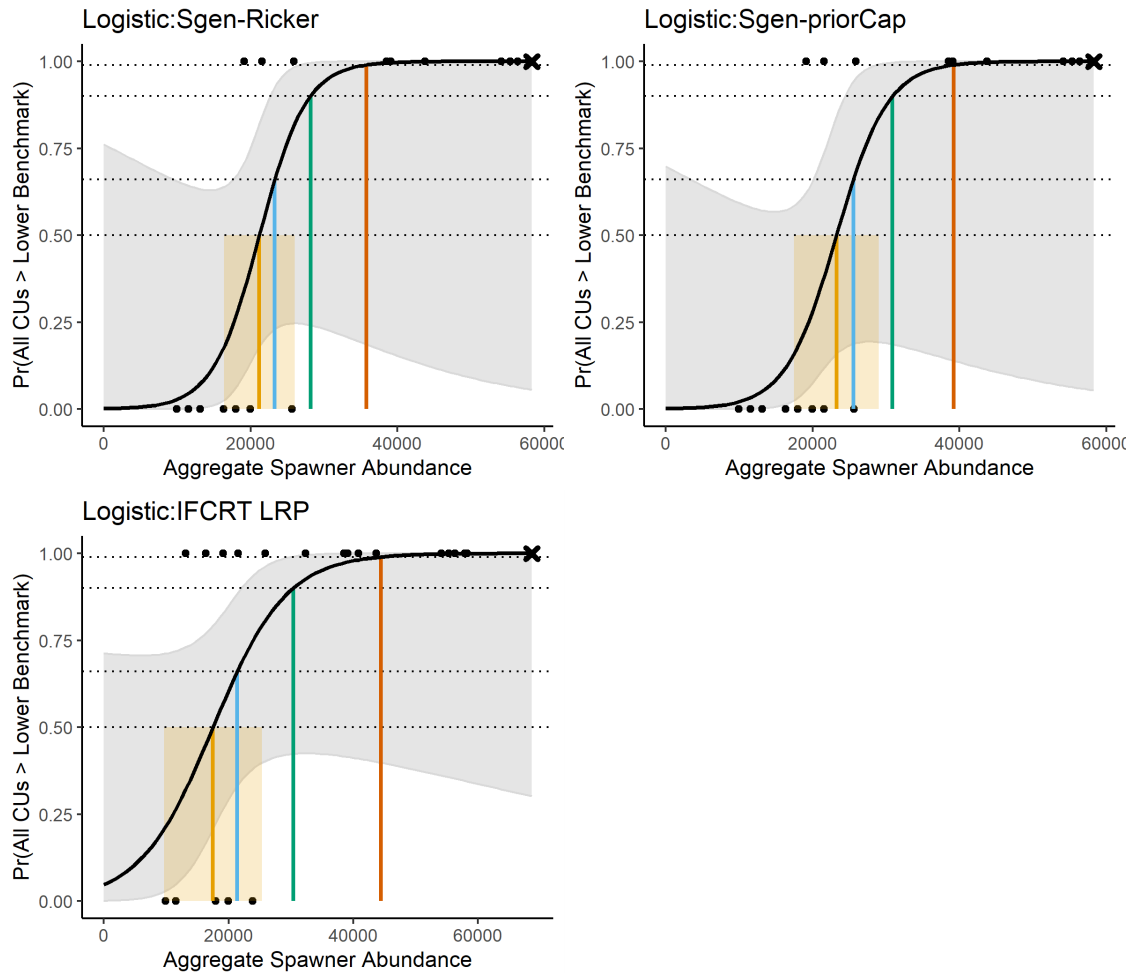 Logistic:Sgen-Ricker
Pr(All CUs > Lower Benchmark)
1.00
0.75
0.50
0.25
0.00
0 20000 40000 60000
Aggregate Spawner Abundance
Logistic:Sgen-priorCap
Pr(All CUs > Lower Benchmark)
1.00
0.75
0.50
0.25
0.00
0 20000 40000 6000
Aggregate Spawner Abundance
Logistic:IFCRT LRP
Pr(All CUs > Lower Benchmark)
1.00
0.75
0.50
0.25
0.00
0 20000 40000 60000
Aggregate Spawner Abundance